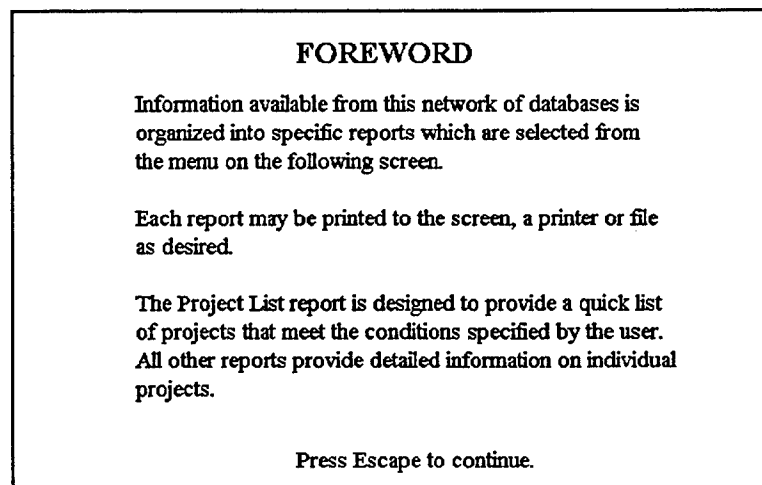 FOREWORD
Information available from this network of databases is
organized into specific reports which are selected from
the menu on the following screen.
Each report may be printed to the screen, a printer or file
as desired.
The Project List report is designed to provide a quick list
of projects that meet the conditions specified by the user.
All other reports provide detailed information on individual
projects.
Press Escape to continue.